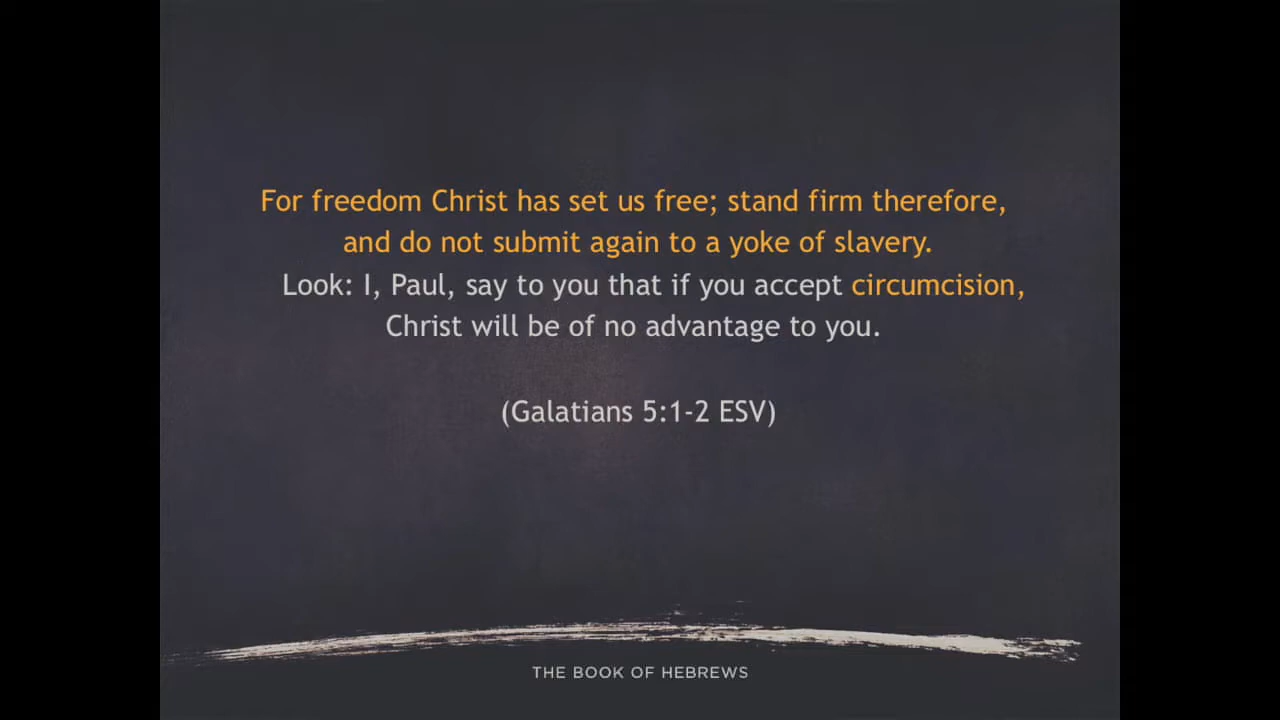 For freedom Christ has set us free; stand firm therefore,
and do not submit again to a yoke of slavery.
Look: I, Paul, say to you that if you accept circumcision,
Christ will be of no advantage to you.
(Galatians 5:1-2 ESV)
THE BOOK OF HEBREWS